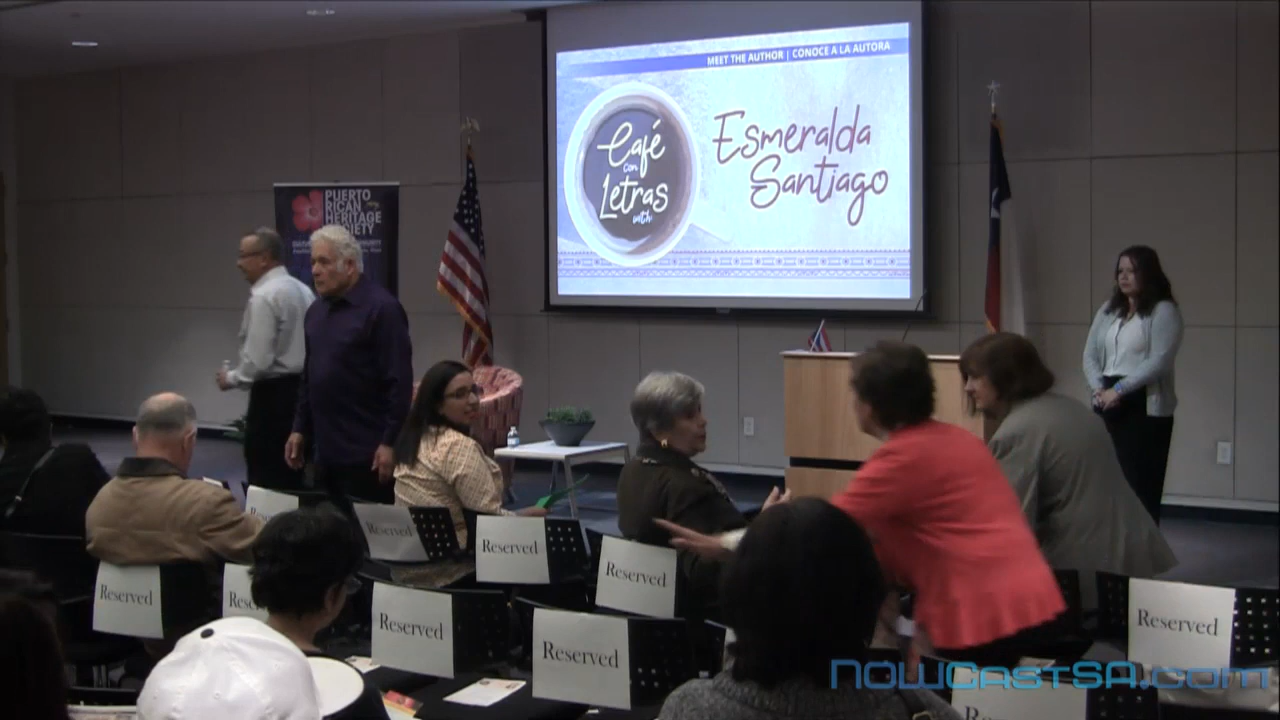 MEET THE AUTHOR | CONOCE A LA AUTORA
Café
con
Letras
with
Esmeralda
Santiago
PUERTO
RICAN
HERITAGE
SOCIETY
Reserved
Reserved
Reserved
Reserved
Reserved
Reserved
Reserved
Reserved
NOWCASTSA.com